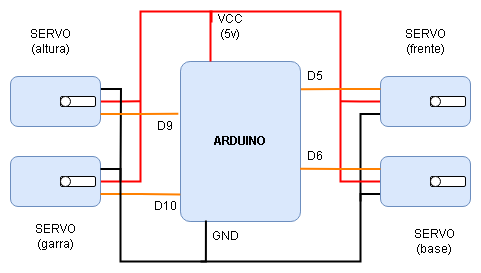 SERVO
(altura)
VCC
(5v)
SERVO
(frente)
D5
D9
ARDUINO
D6
D10
SERVO
(garra)
GND
SERVO
(base)